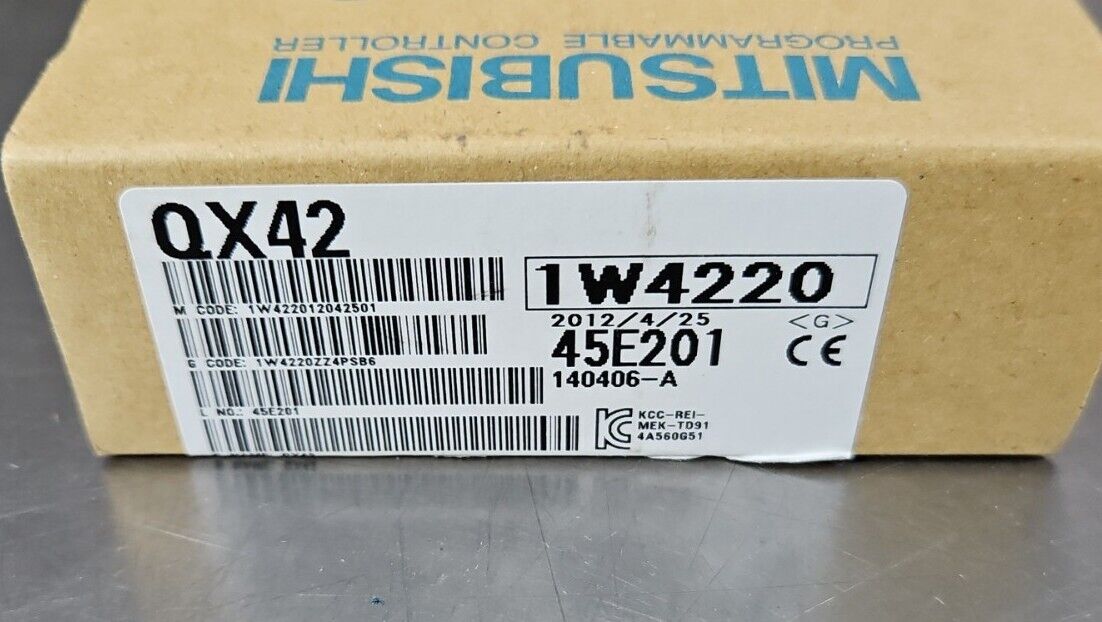 MITSUBISHI
PROGRAMMABLE CONTROLLER
QX42
1W4220
M CODE: 1W422012042501
2012/4/25 <G>
45E201 CE
G CODE: 1W4220ZZ4PSB6
140406-A
L NO.: 45E201
KCC-REI-
MEK-TD91
4A560G51